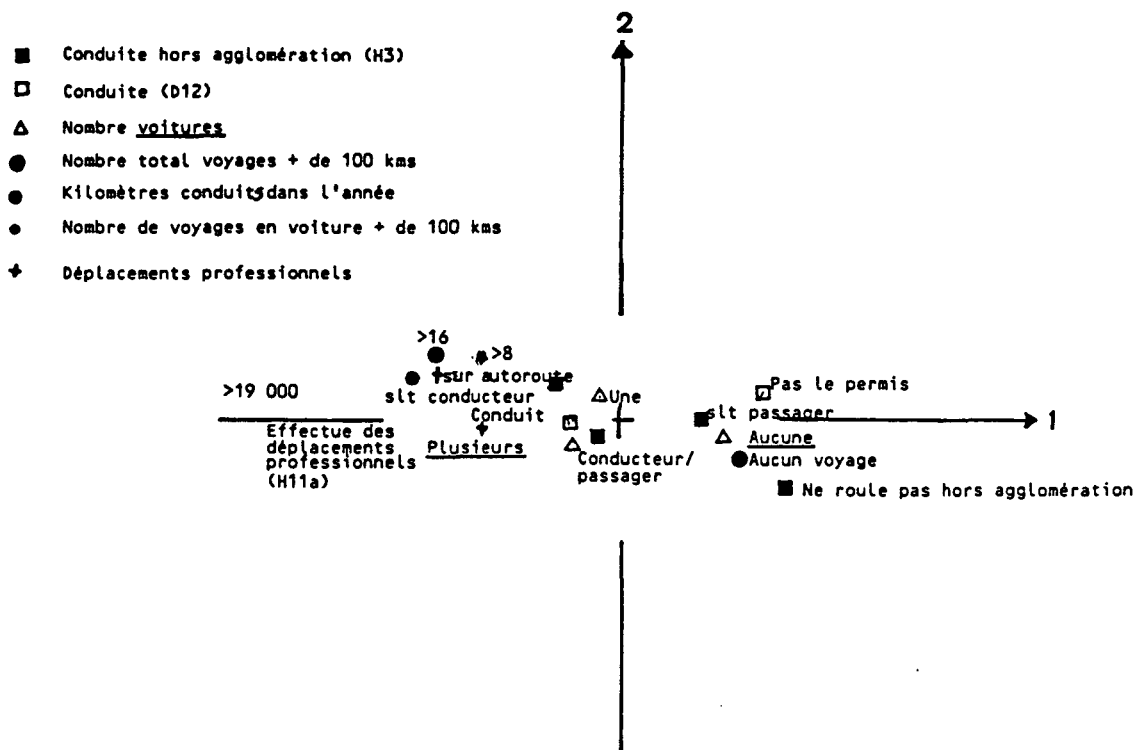 2
Conduite hors agglomération (H3)
Conduite (D12)
Nombre voitures
Nombre total voyages + de 100 kms
Kilomètres conduits dans l'année
Nombre de voyages en voiture + de 100 kms
Déplacements professionnels
>16
>8
sur autoroute
>19 000
slt conducteur
Une
Pas le permis
Conduit
slt passager
1
Effectue des
déplacements
professionnels
(H11a)
Plusieurs
Conducteur/
passager
Aucune
Aucun voyage
Ne roule pas hors agglomération